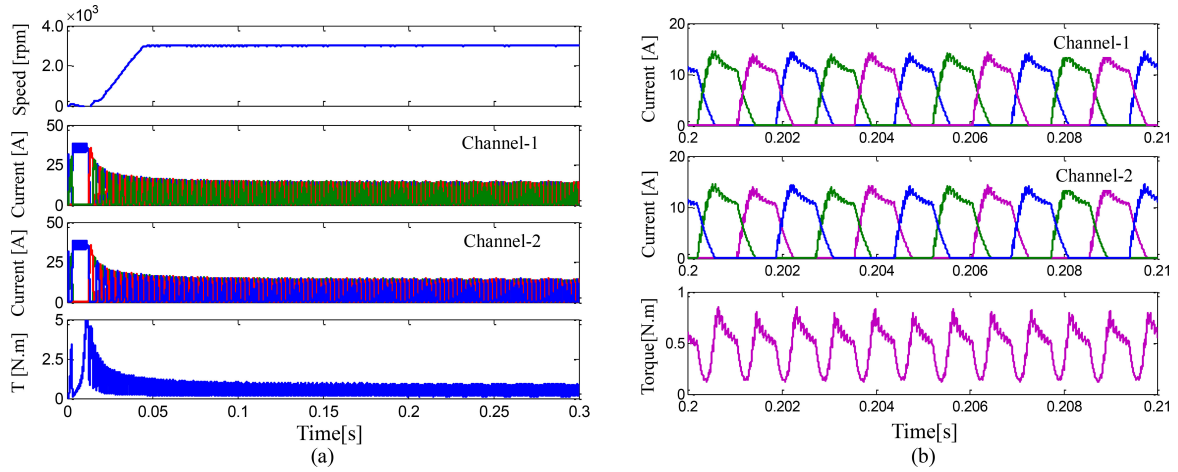 ×10³
4.0
2.0
0
Speed [rpm]
50
25
0
Current [A]
Channel-1
50
25
0
Current [A]
Channel-2
5
2.5
0
T [N.m]
0 0.05 0.1 0.15 0.2 0.25 0.3
Time[s]
(a)
20
10
0
Current [A]
Channel-1
0.2 0.202 0.204 0.206 0.208 0.21
20
10
0
Current [A]
Channel-2
0.2 0.202 0.204 0.206 0.208 0.21
1
0.5
0
Torque[N.m]
0.2 0.202 0.204 0.206 0.208 0.21
Time[s]
(b)